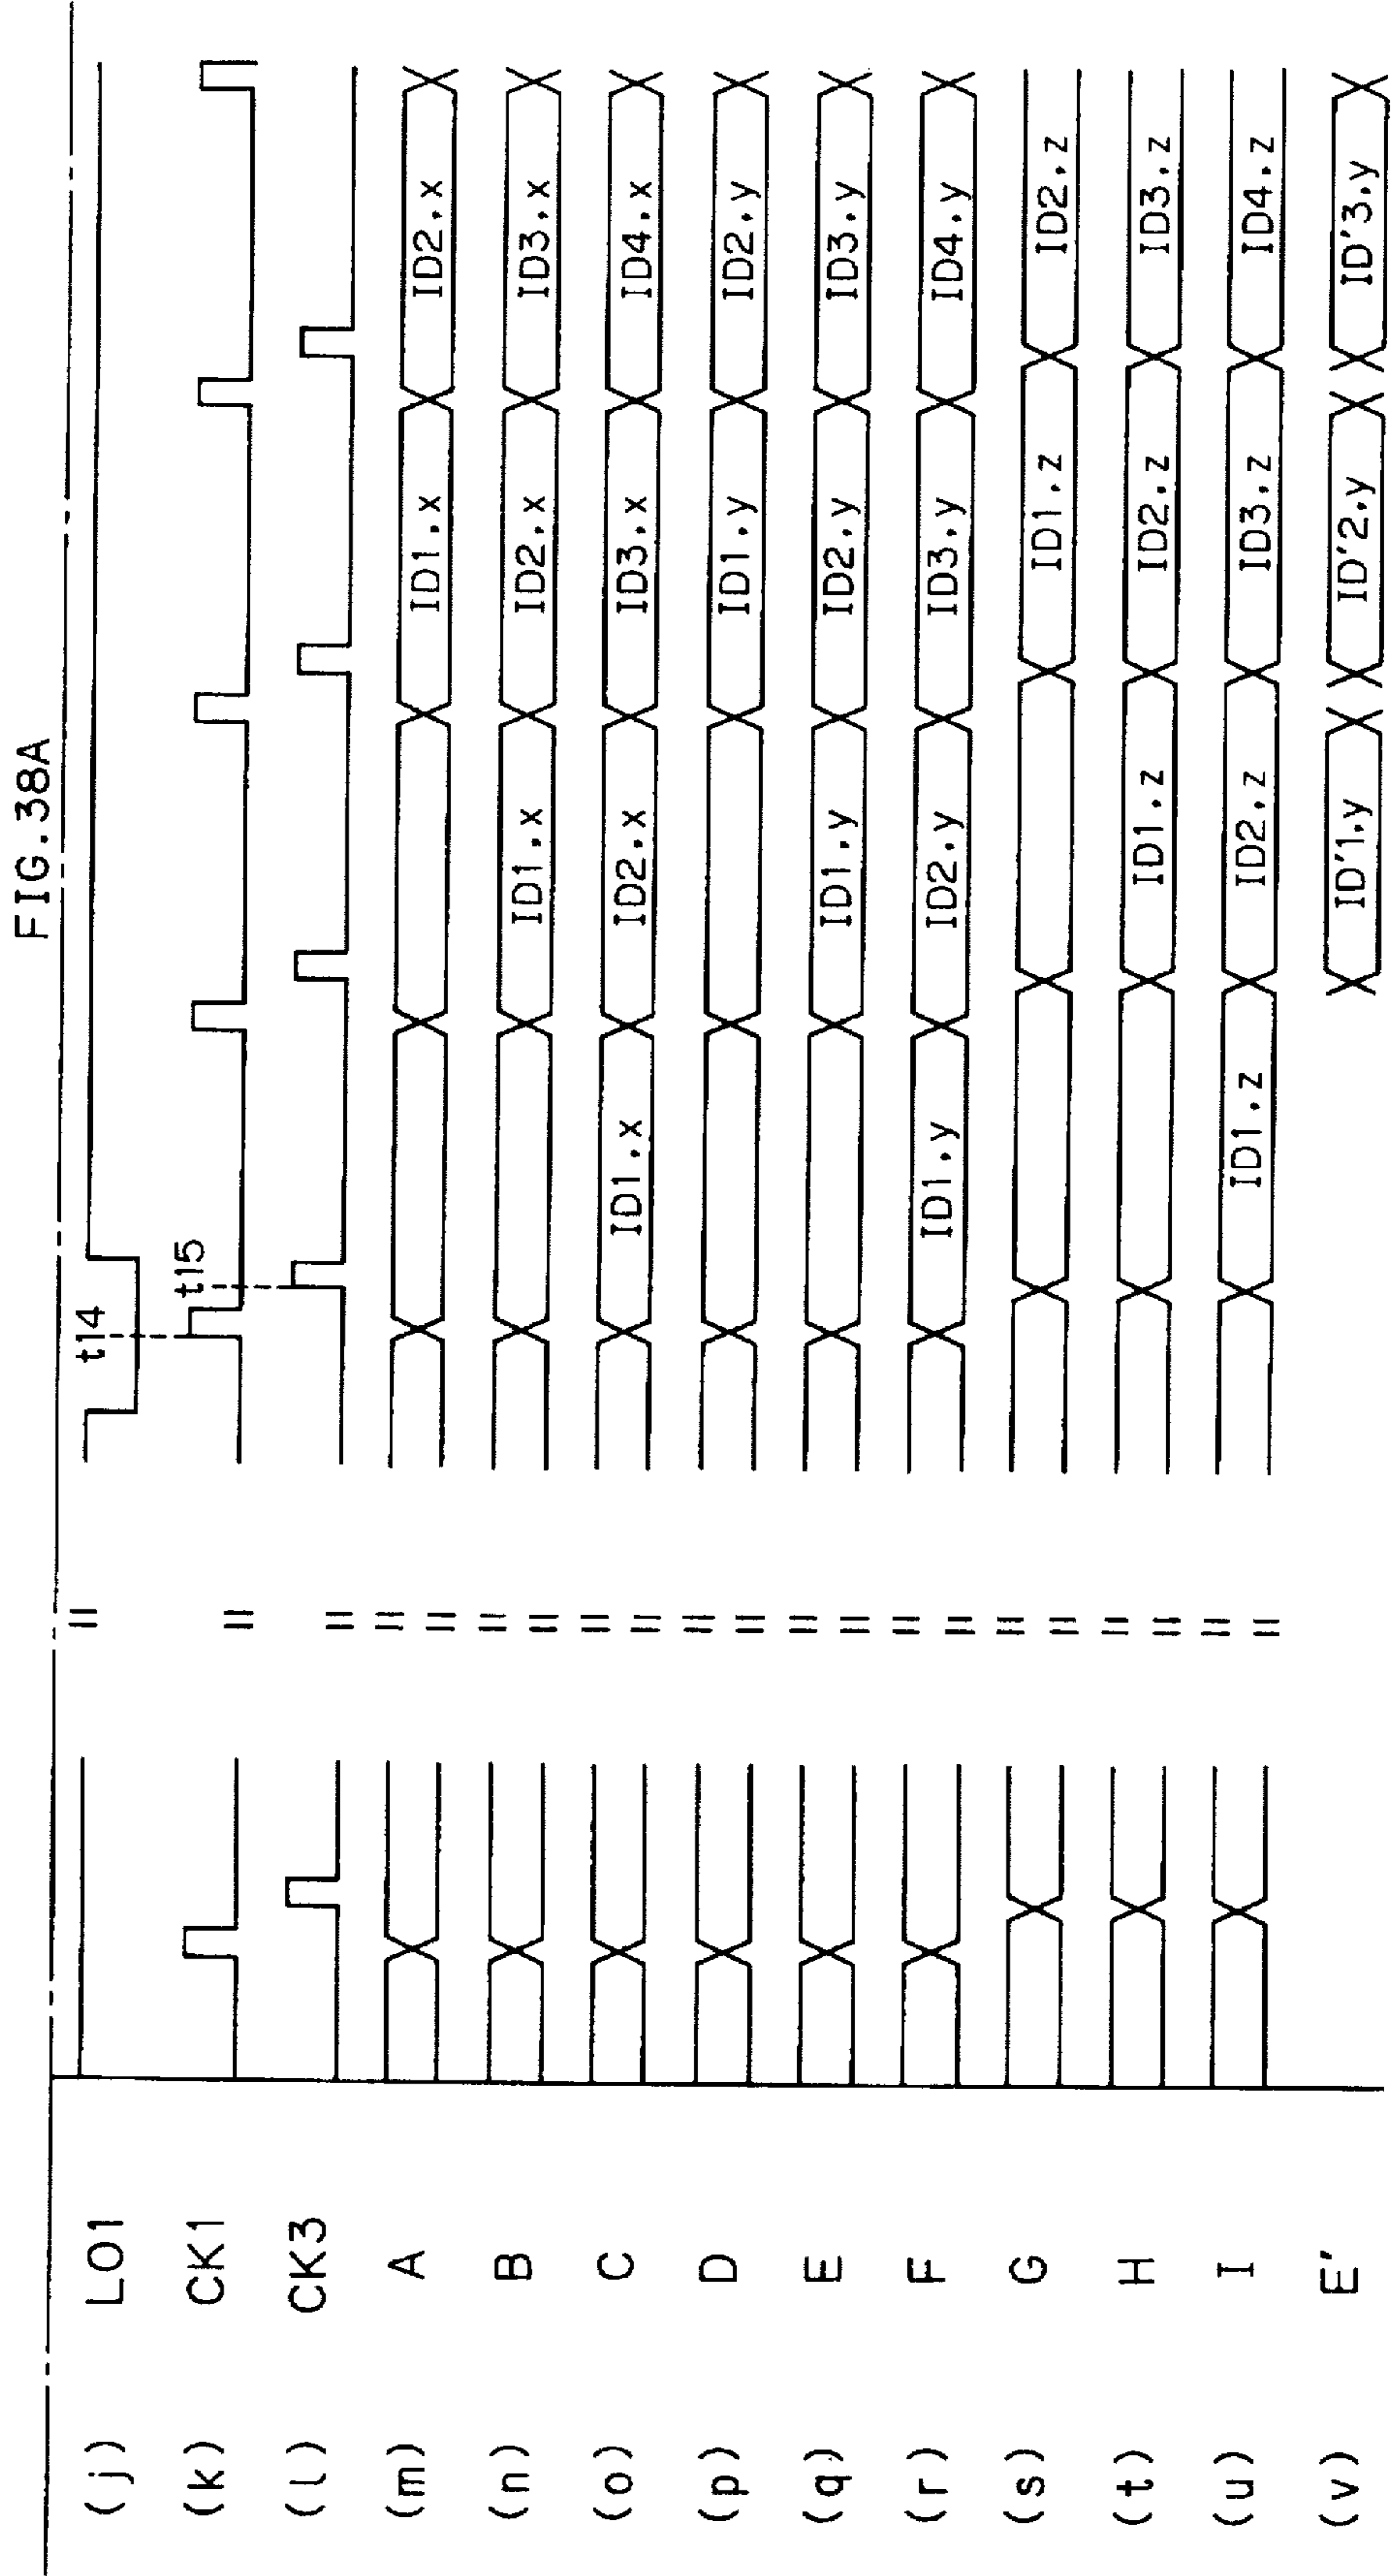 FIG.38A
(j) LO1 t14
(k) CK1 t15
(l) CK3
(m) A ID1,x ID2,x
(n) B ID1,x ID2,x ID3,x
(o) C ID1,x ID2,x ID3,x ID4,x
(p) D ID1,y ID2,y
(q) E ID1,y ID2,y ID3,y
(r) F ID1,y ID2,y ID3,y ID4,y
(s) G ID1,z ID2,z
(t) H ID1,z ID2,z ID3,z
(u) I ID1,z ID2,z ID3,z ID4,z
(v) E' ID'1,y ID'2,y ID'3,y